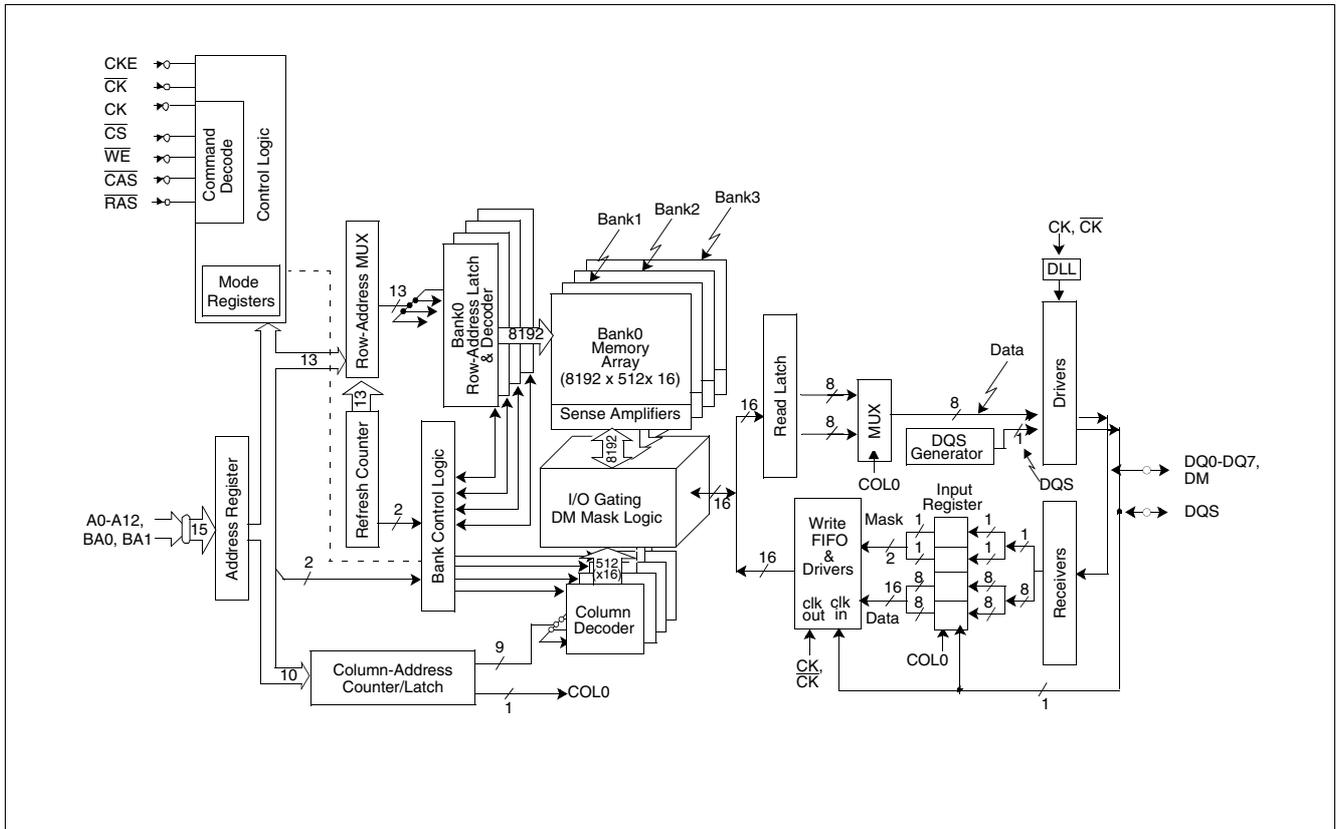 CKE
CK
CK
CS
WE
CAS
RAS
Command
Decode
Control Logic
Mode
Registers
Row-Address MUX
13
13
13
Refresh Counter
Bank0
Row-Address Latch
& Decoder
8192
Bank1
Bank2
Bank3
Bank0
Memory
Array
(8192 x 512x 16)
Sense Amplifiers
8192
I/O Gating
DM Mask Logic
16
16
Read Latch
8
8
MUX
COL0
8
Data
DQS
Generator
1
DQS
CK, CK
DLL
Drivers
DQ0-DQ7,
DM
DQS
A0-A12,
BA0, BA1
15
Address Register
2
2
Bank Control Logic
512
x16)
Column
Decoder
10
Column-Address
Counter/Latch
9
1
COL0
16
Write
FIFO
&
Drivers
clk
out
clk
in
CK,
CK
Mask
1
2
1
16
8
Data
Input
Register
1
1
8
8
1
8
COL0
Receivers
1